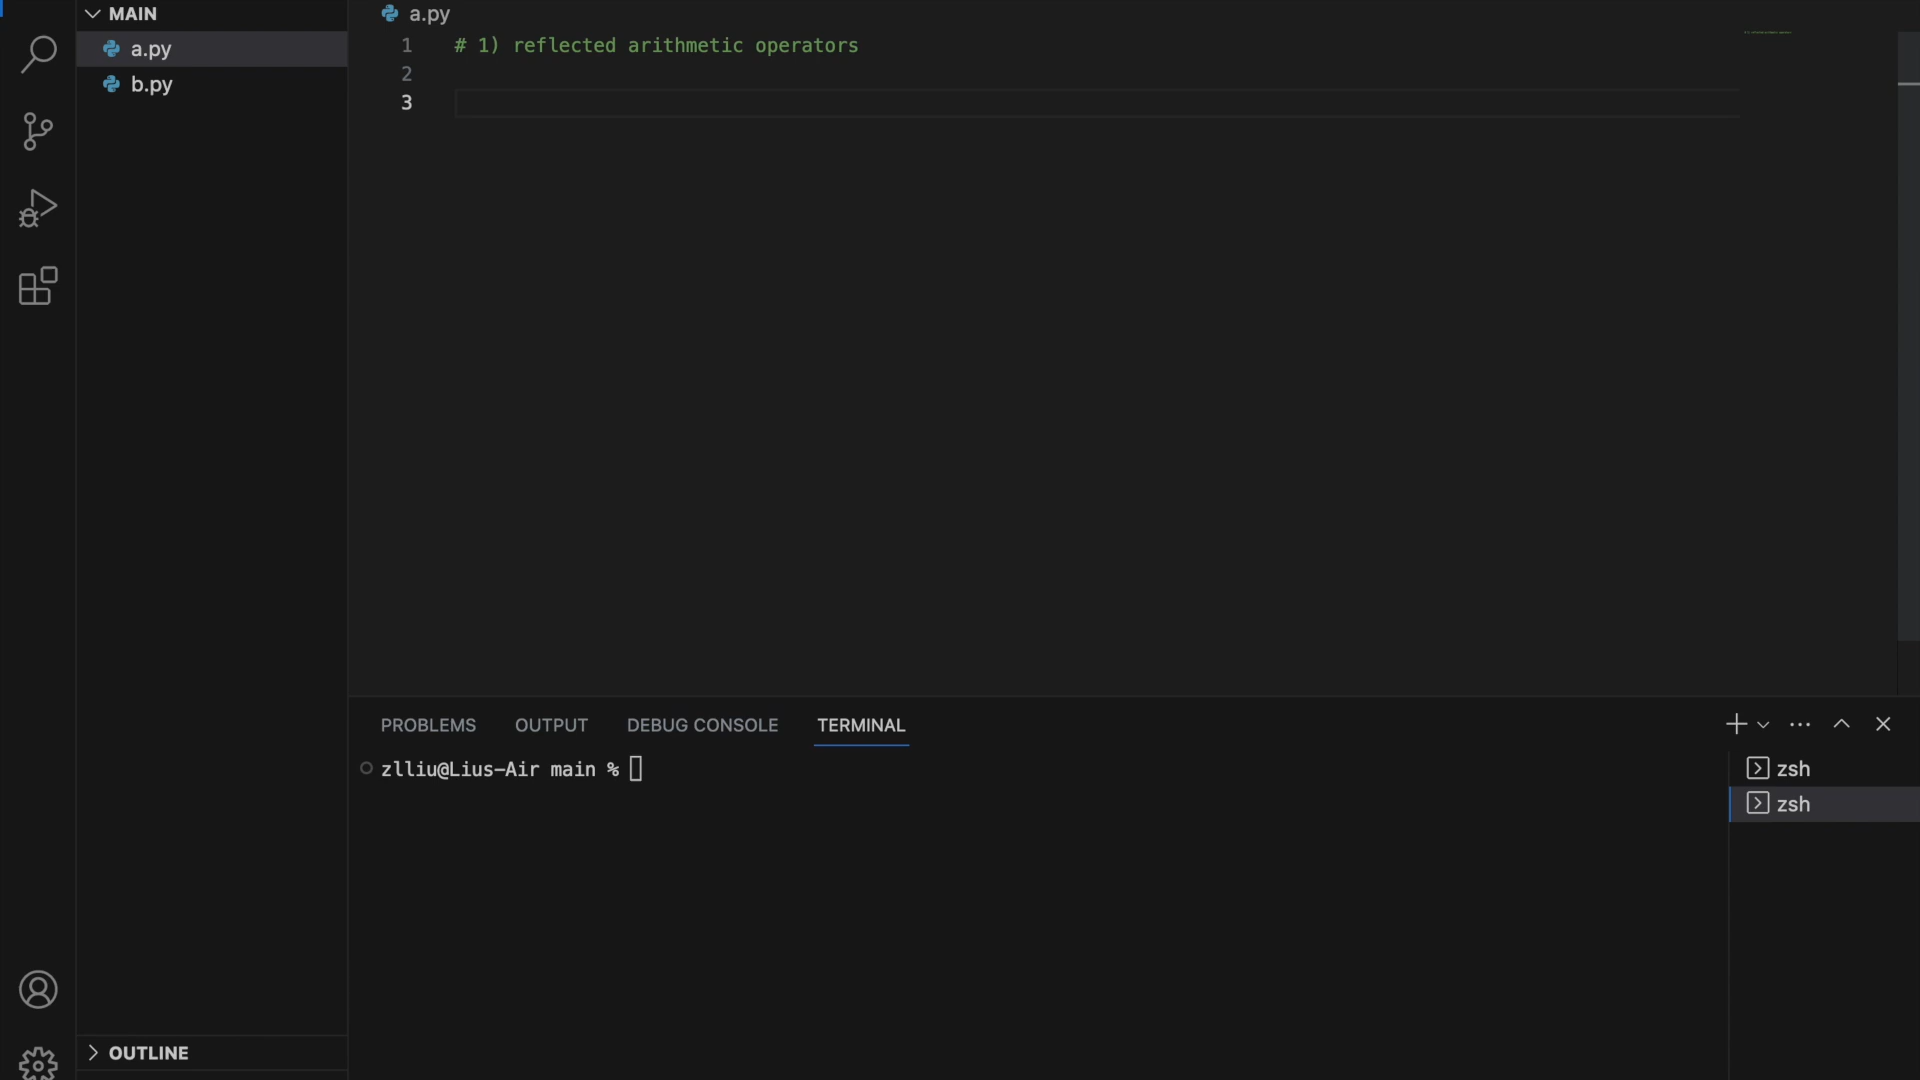 MAIN
a.py
b.py
OUTLINE
a.py
1 # 1) reflected arithmetic operators
2
3
PROBLEMS OUTPUT DEBUG CONSOLE TERMINAL
zlliu@Lius-Air main %
zsh
zsh